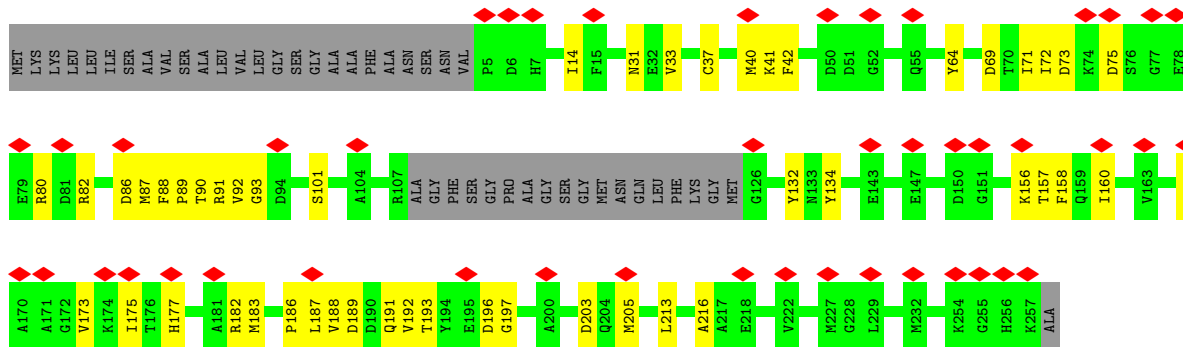 MET LYS LYS LEU LEU ILE SER ALA VAL SER ALA LEU VAL LEU GLY SER GLY ALA ALA PHE ALA ASN SER ASN VAL P5 D6 H7 I14 F15 N31 E32 V33 C37 M40 K41 F42 D50 D51 G52 Q55 Y64 D69 T70 I71 I72 D73 K74 D75 S76 G77 E78
E79 R80 D81 R82 D86 M87 F88 P89 T90 R91 V92 G93 D94 S101 A104 R107 ALA GLY PHE SER GLY PRO ALA GLY SER GLY MET ASN GLN LEU PHE LYS GLY MET G126 Y132 N133 Y134 E143 E147 D150 G151 K156 T157 F158 Q159 I160 V163
A170 A171 G172 V173 K174 I175 T176 H177 A181 R182 M183 P186 L187 V188 D189 D190 Q191 V192 T193 Y194 E195 D196 G197 A200 D203 Q204 M205 L213 A216 A217 E218 V222 M227 G228 L229 M232 K254 G255 H256 K257 ALA